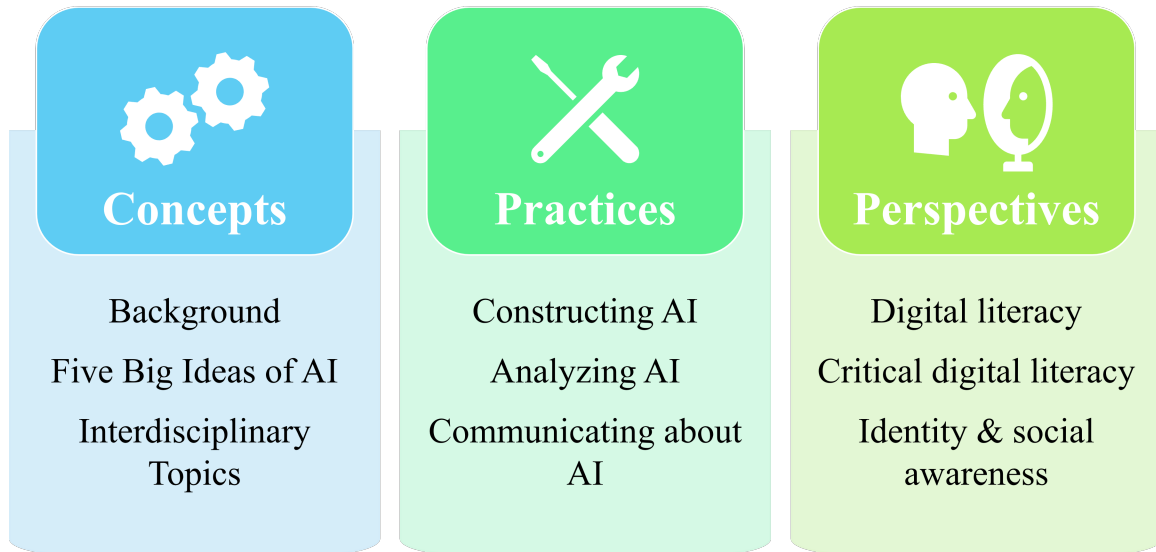 Concepts
Background
Five Big Ideas of AI
Interdisciplinary
Topics
Practices
Constructing AI
Analyzing AI
Communicating about
AI
Perspectives
Digital literacy
Critical digital literacy
Identity & social
awareness